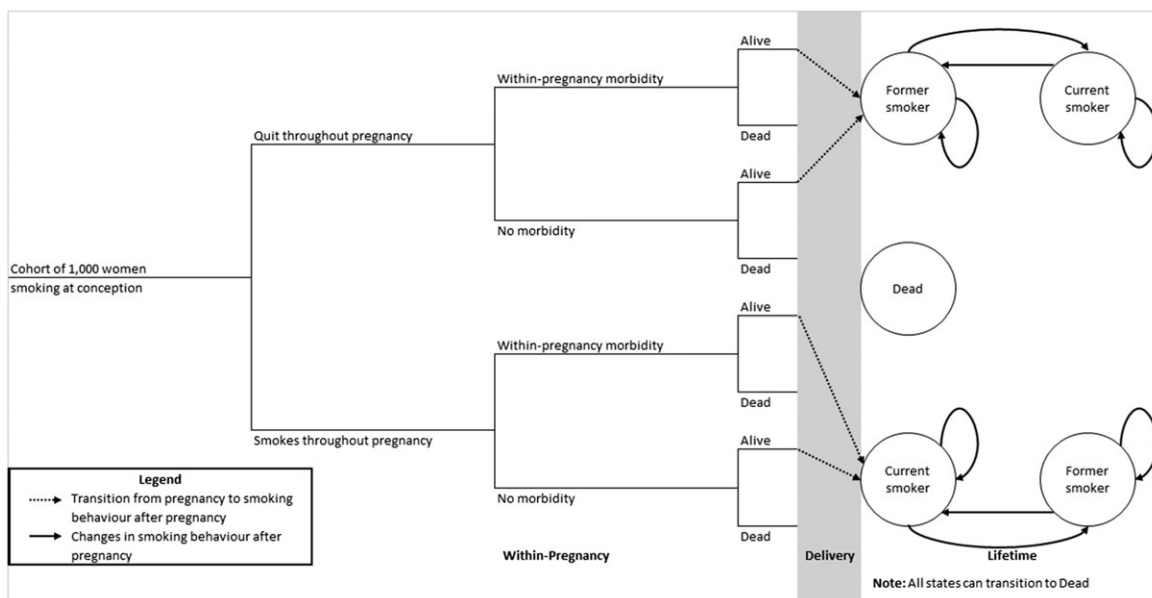 Cohort of 1,000 women
smoking at conception
Quit throughout pregnancy
Smokes throughout pregnancy
Within-pregnancy morbidity
No morbidity
Within-pregnancy morbidity
No morbidity
Alive
Dead
Alive
Dead
Alive
Dead
Alive
Dead
Former
smoker
Current
smoker
Dead
Current
smoker
Former
smoker
Legend
Transition from pregnancy to smoking
behaviour after pregnancy
Changes in smoking behaviour after
pregnancy
Within-Pregnancy
Delivery
Lifetime
Note: All states can transition to Dead